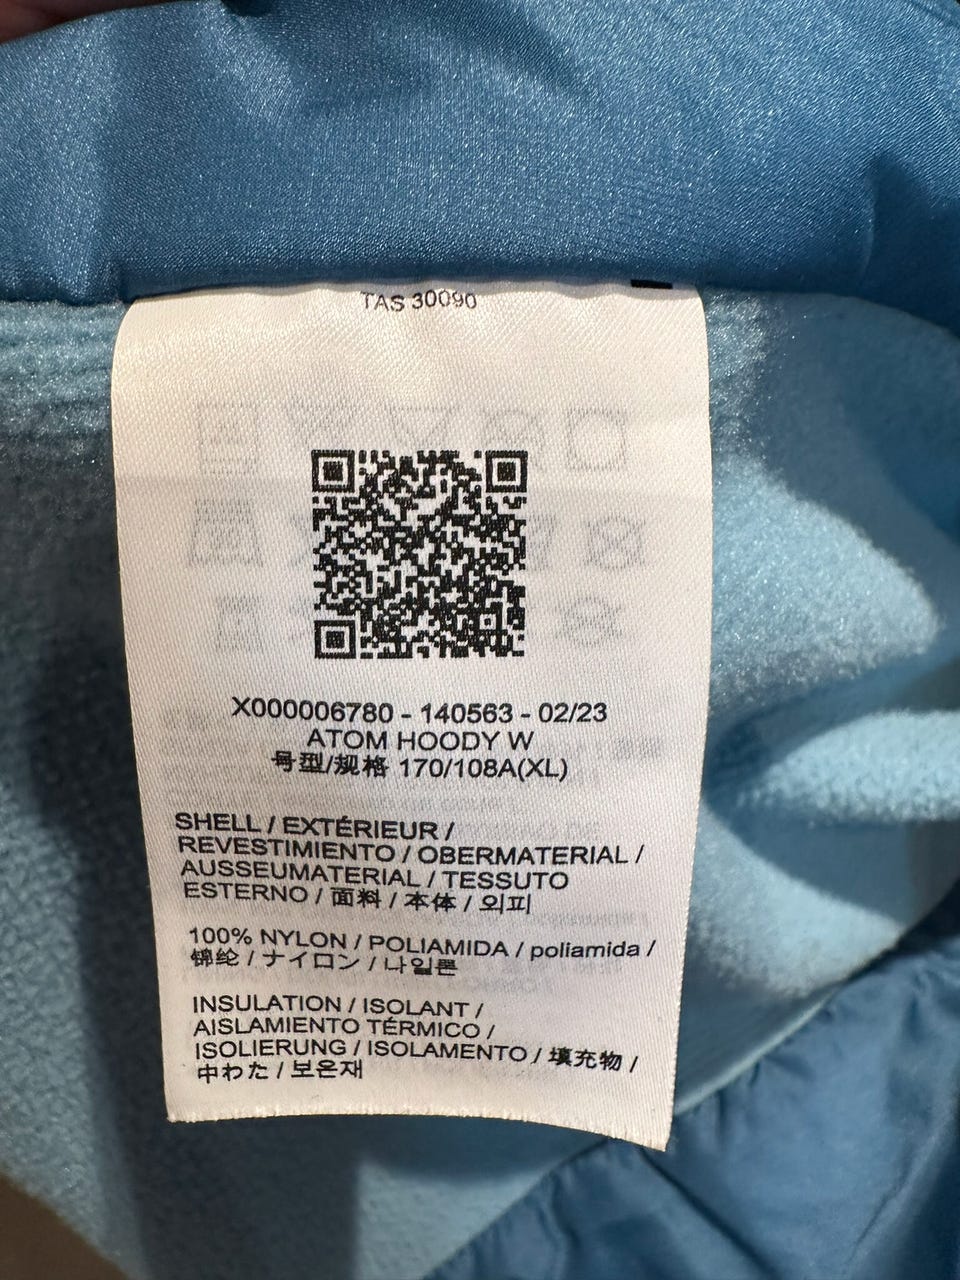 TAS 30090
X000006780 - 140563 - 02/23
ATOM HOODY W
号型/规格 170/108A(XL)
SHELL / EXTÉRIEUR /
REVESTIMIENTO / OBERMATERIAL /
AUSSEUMATERIAL / TESSUTO
ESTERNO / 面料 / 本体 / 외피
100% NYLON / POLIAMIDA / poliamida /
锦纶 / ナイロン / 나일론
INSULATION / ISOLANT /
AISLAMIENTO TÉRMICO /
ISOLIERUNG / ISOLAMENTO / 填充物 /
中わた / 보온재